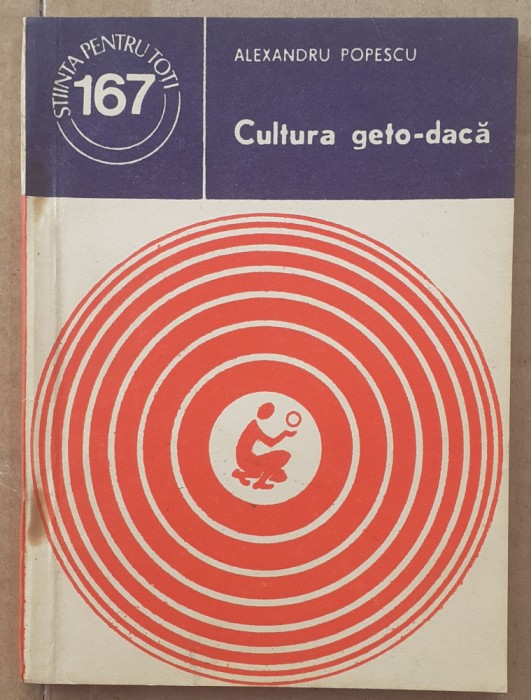 ȘTIINȚA PENTRU TOȚI
167
ALEXANDRU POPESCU
Cultura geto-dacă